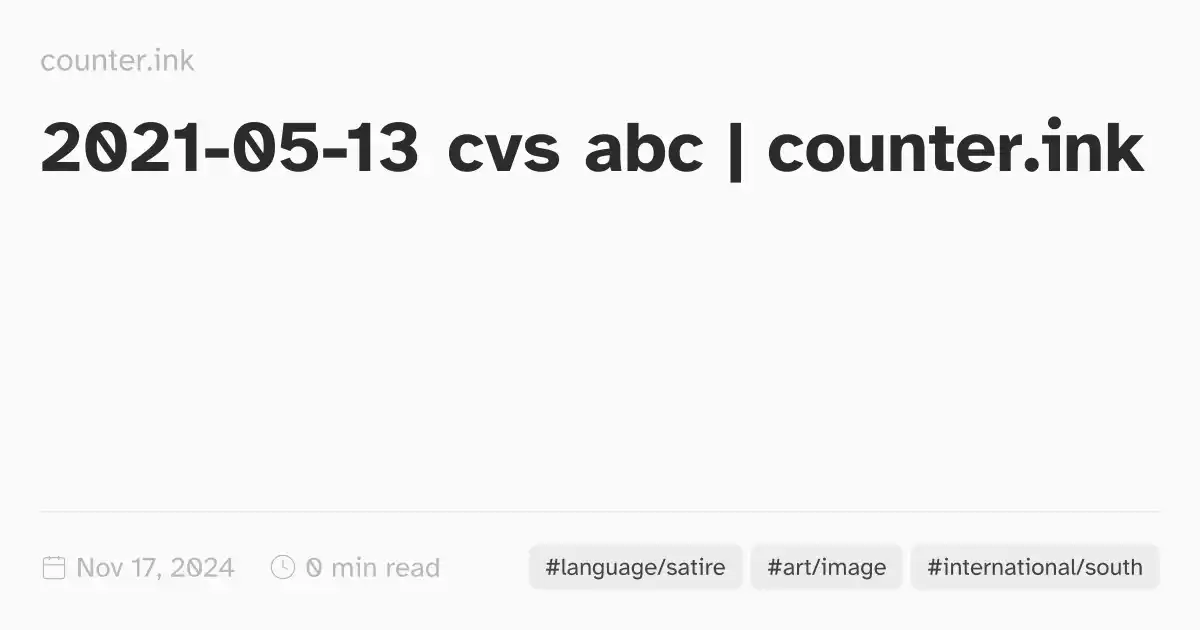 counter.ink
2021-05-13 cvs abc | counter.ink
Nov 17, 2024 0 min read #language/satire #art/image #international/south